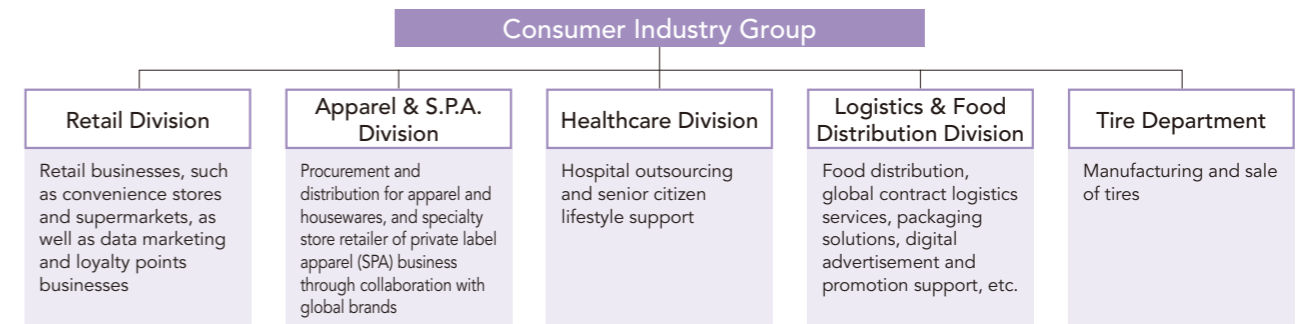 Consumer Industry Group
Retail Division
Retail businesses, such
as convenience stores
and supermarkets, as
well as data marketing
and loyalty points
businesses
Apparel & S.P.A.
Division
Procurement and
distribution for apparel and
housewares, and specialty
store retailer of private label
apparel (SPA) business
through collaboration with
global brands
Healthcare Division
Hospital outsourcing
and senior citizen
lifestyle support
Logistics & Food
Distribution Division
Food distribution,
global contract logistics
services, packaging
solutions, digital
advertisement and
promotion support, etc.
Tire Department
Manufacturing and sale
of tires